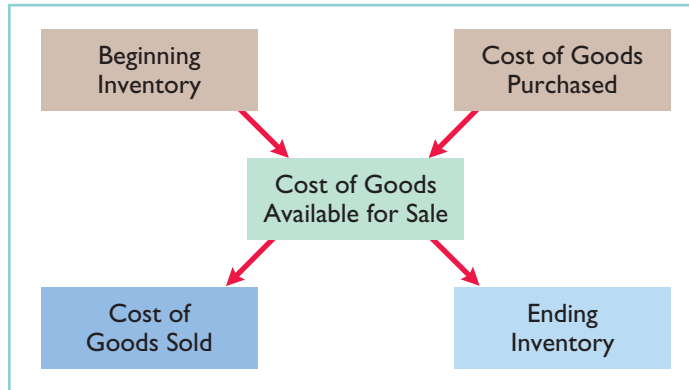 Beginning
Inventory
Cost of Goods
Purchased
Cost of Goods
Available for Sale
Cost of
Goods Sold
Ending
Inventory